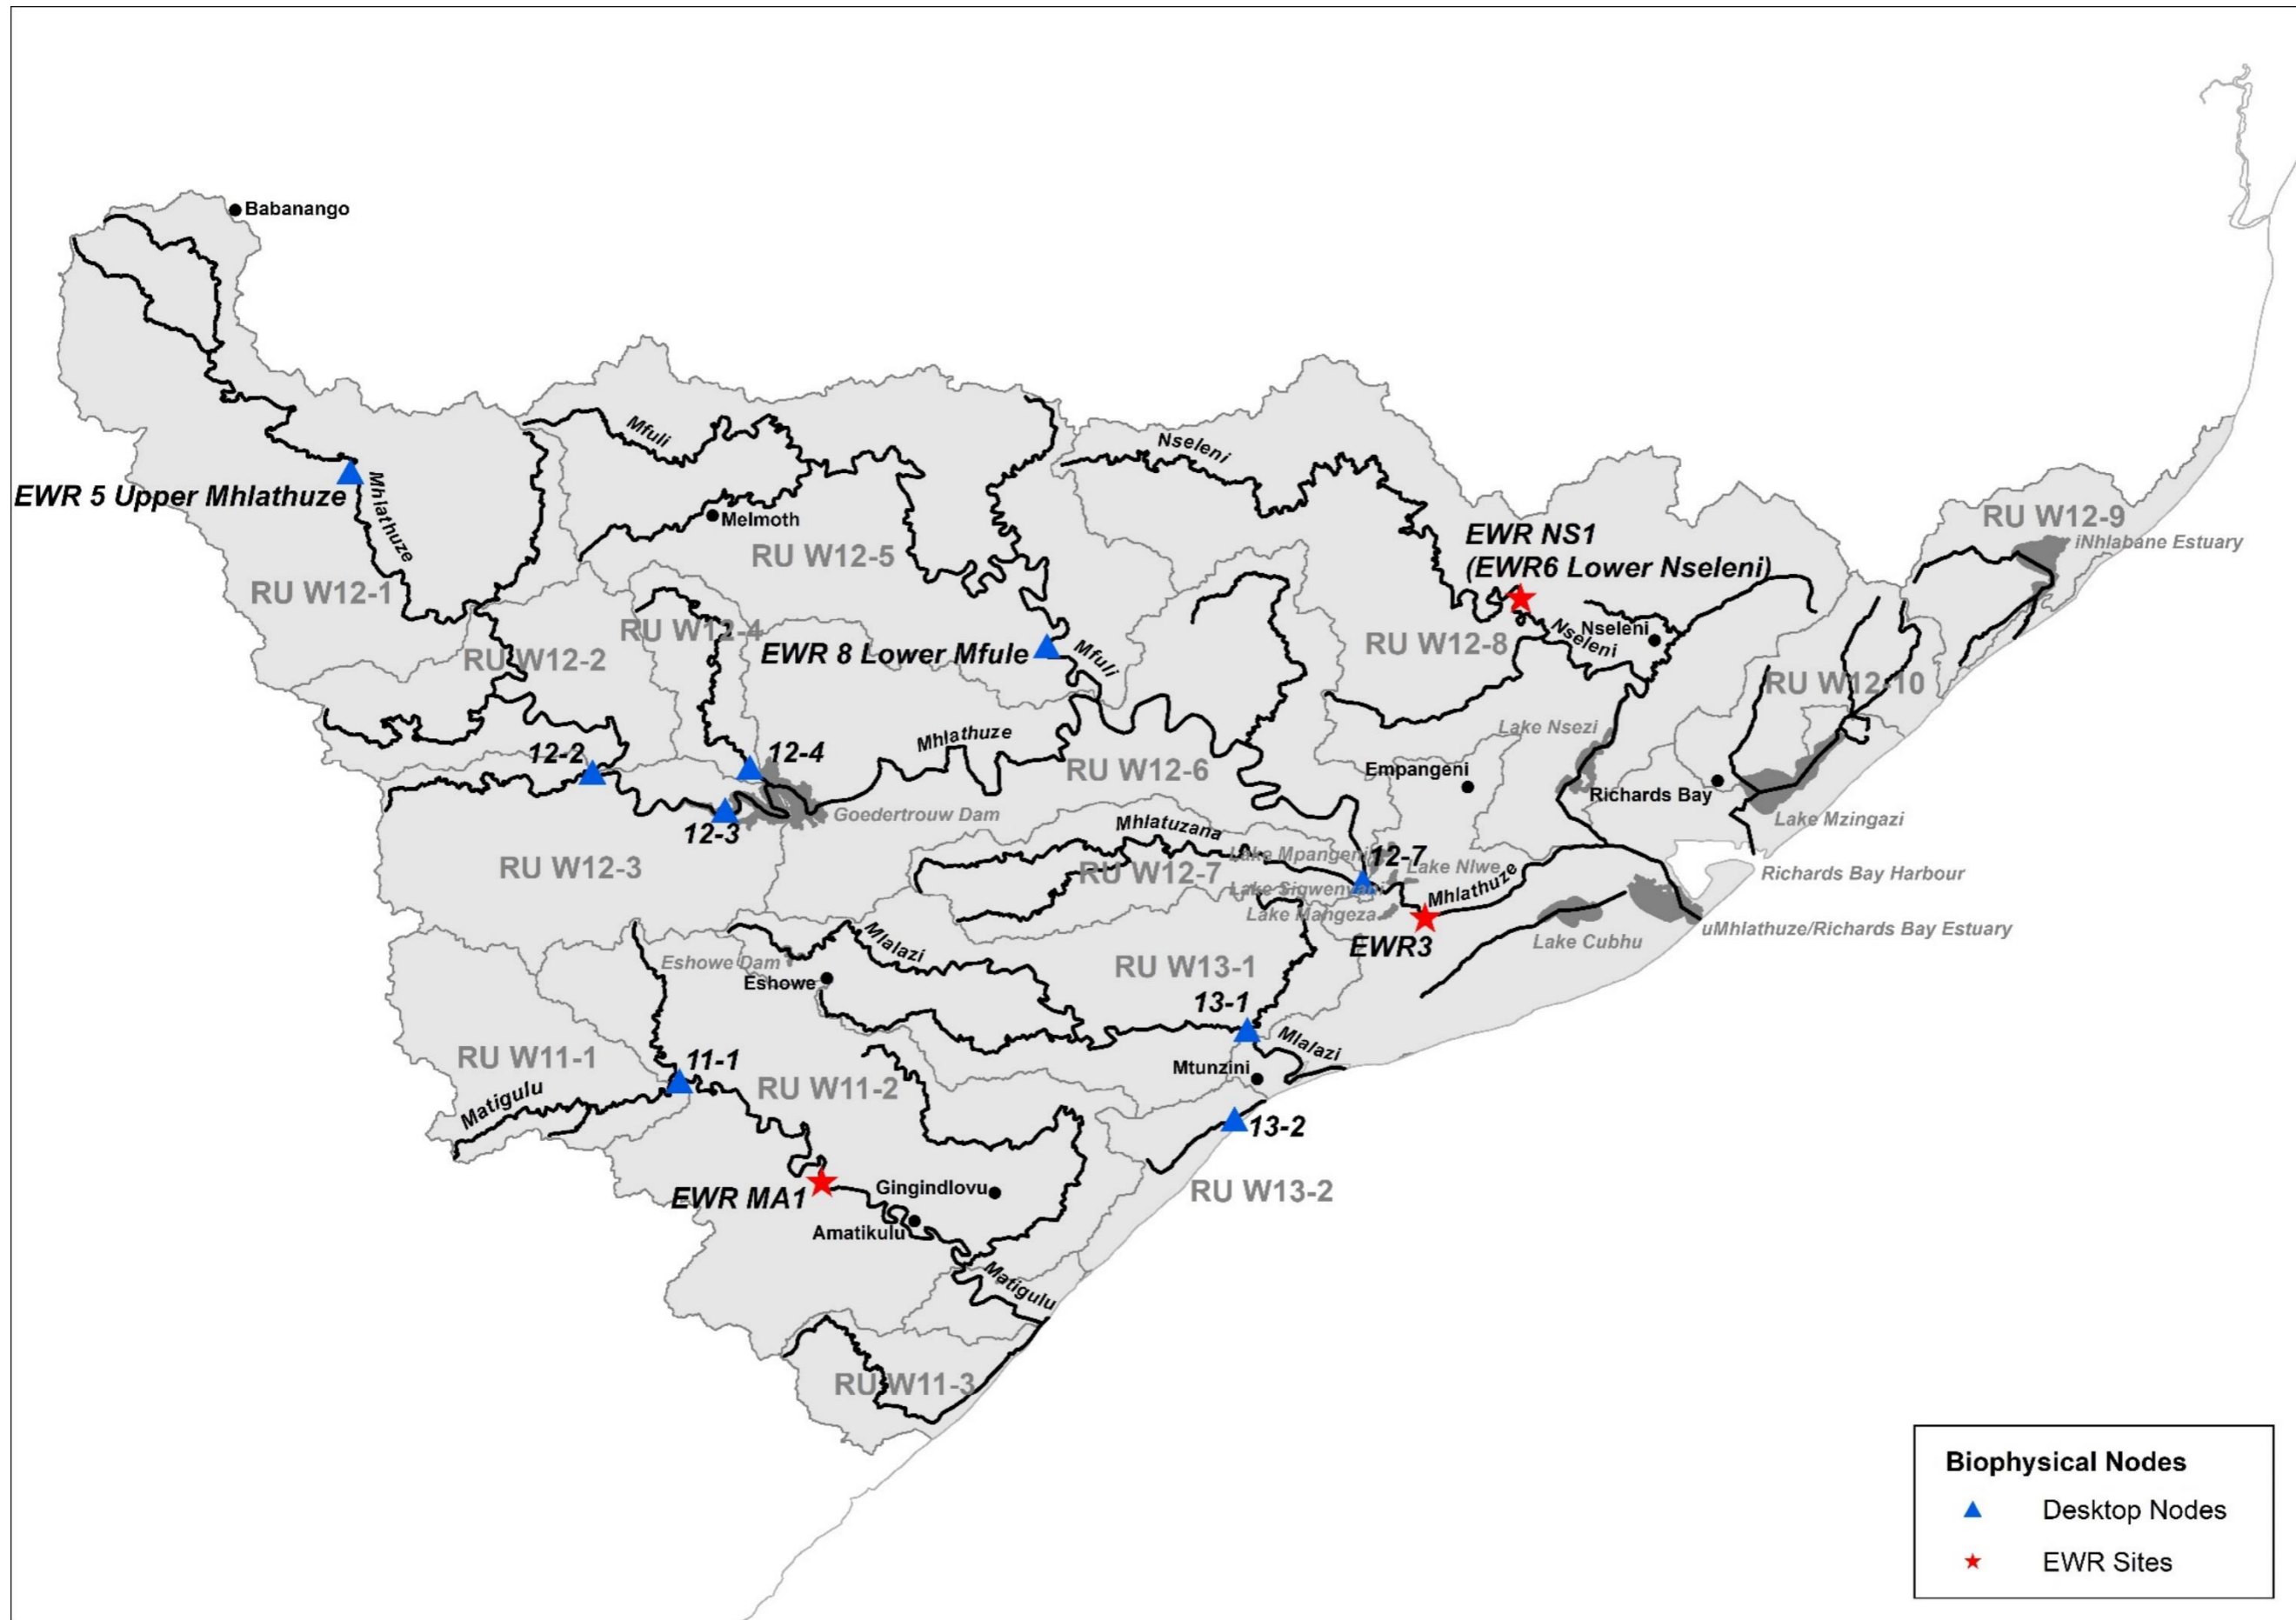 Babanango
Mfuli
Nseleni
EWR 5 Upper Mhlathuze
Mhlathuze
Melmoth
RU W12-5
EWR NS1
(EWR6 Lower Nseleni)
RU W12-9
iNhlabane Estuary
RU W12-1
RU W12-4
RU W12-2
EWR 8 Lower Mfule
Mfuli
RU W12-8
Nseleni
Nseleni
RU W12-10
Lake Nsezi
12-2
12-4
Mhlathuze
RU W12-6
Empangeni
Richards Bay
12-3
Goedertrouw Dam
Lake Mzingazi
RU W12-3
Mhlatuzana
RU W12-7
Lake Mpangeni
12-7
Lake Nlwe
Lake Siqwenyani
Mhlathuze
Lake Mangeza
EWR3
Richards Bay Harbour
Lake Cubhu
uMhlathuze/Richards Bay Estuary
Mlalazi
Eshowe Dam
Eshowe
RU W13-1
13-1
Mlalazi
Mtunzini
RU W11-1
11-1
Matigulu
RU W11-2
13-2
RU W13-2
EWR MA1
Gingindlovu
Amatikulu
Matigulu
RU W11-3
Biophysical Nodes
Desktop Nodes
EWR Sites